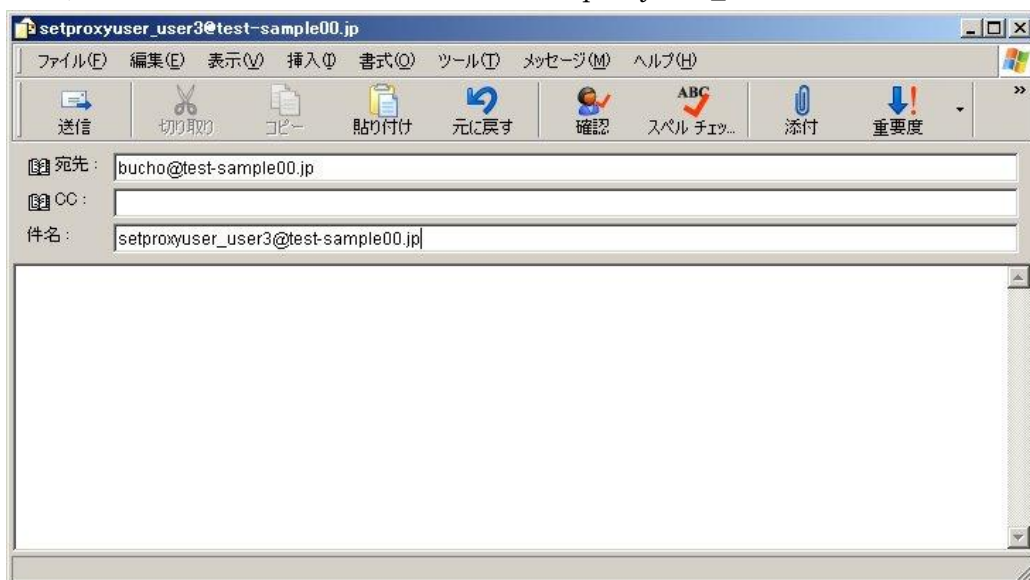 setproxyuser_user3@test-sample00.jp
ファイル(F) 編集(E) 表示(V) 挿入(I) 書式(O) ツール(T) メッセージ(M) ヘルプ(H)
送信 切り取り コピー 貼り付け 元に戻す ABC 確認 スペル チェッ... 添付 重要度 »
宛先: bucho@test-sample00.jp
CC:
件名: setproxyuser_user3@test-sample00.jp